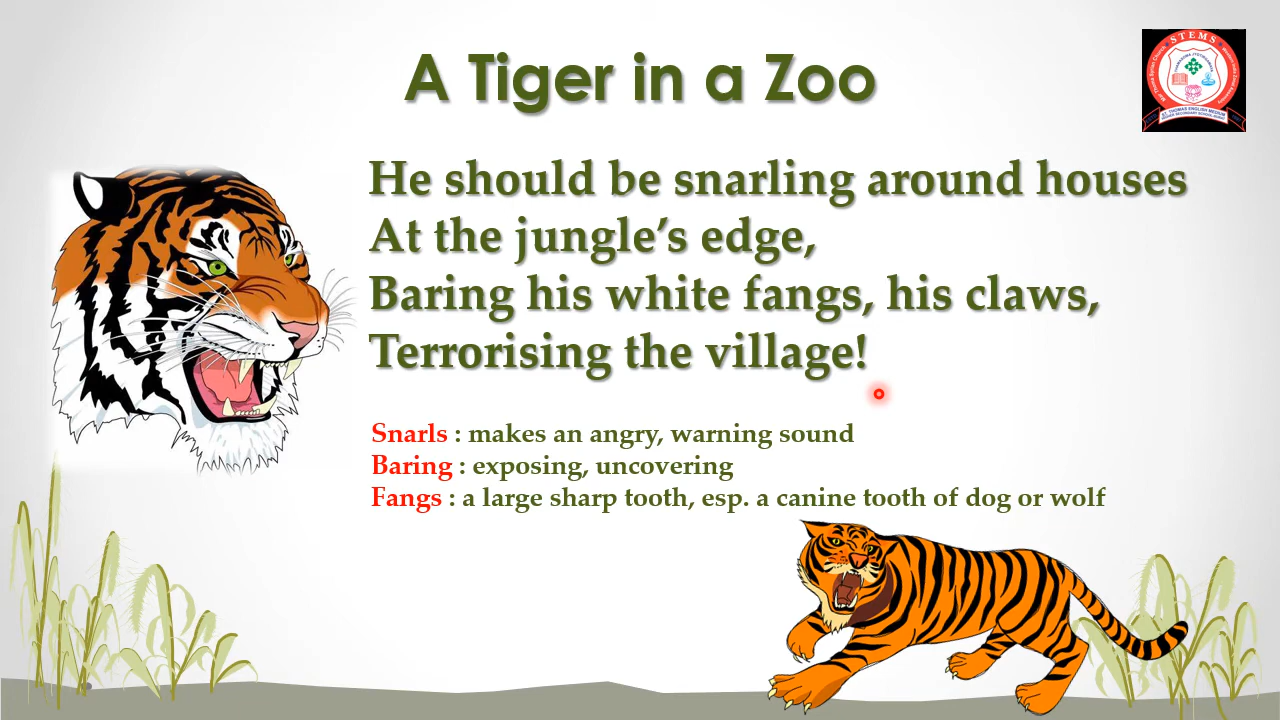 A Tiger in a Zoo
STEMS
He should be snarling around houses
At the jungle's edge,
Baring his white fangs, his claws,
Terrorising the village!
Snarls : makes an angry, warning sound
Baring : exposing, uncovering
Fangs : a large sharp tooth, esp. a canine tooth of dog or wolf